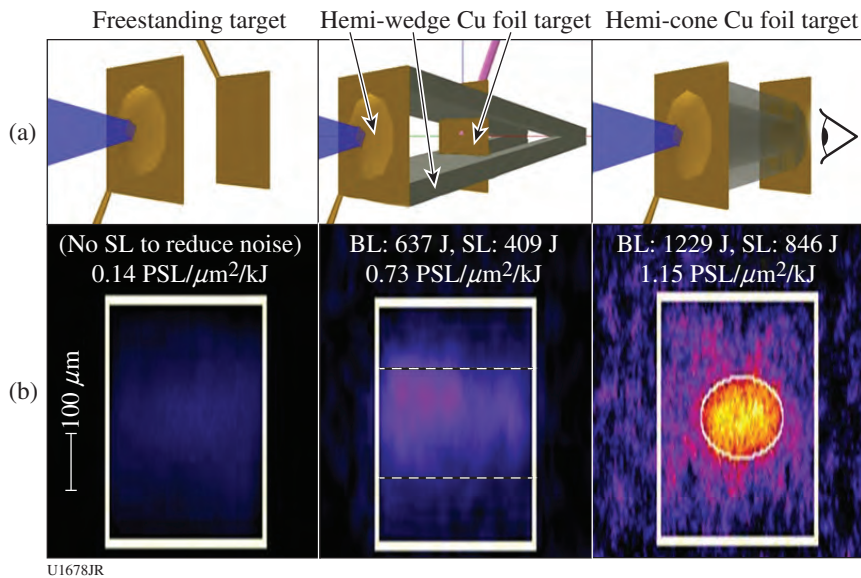 Freestanding target
Hemi-wedge Cu foil target
Hemi-cone Cu foil target
(a)
(No SL to reduce noise)
0.14 PSL/μm²/kJ
BL: 637 J, SL: 409 J
0.73 PSL/μm²/kJ
BL: 1229 J, SL: 846 J
1.15 PSL/μm²/kJ
(b)
100 μm
U1678JR